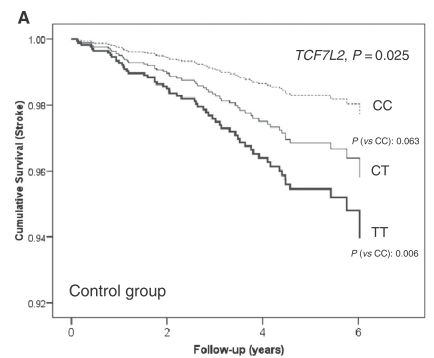 A
TCF7L2, P = 0.025
1.00
CC
0.98
P (vs CC): 0.063
0.96
CT
TT
0.94
P (vs CC): 0.006
0.92
Control group
0 2 4 6
Follow-up (years)
Cumulative Survival (Stroke)